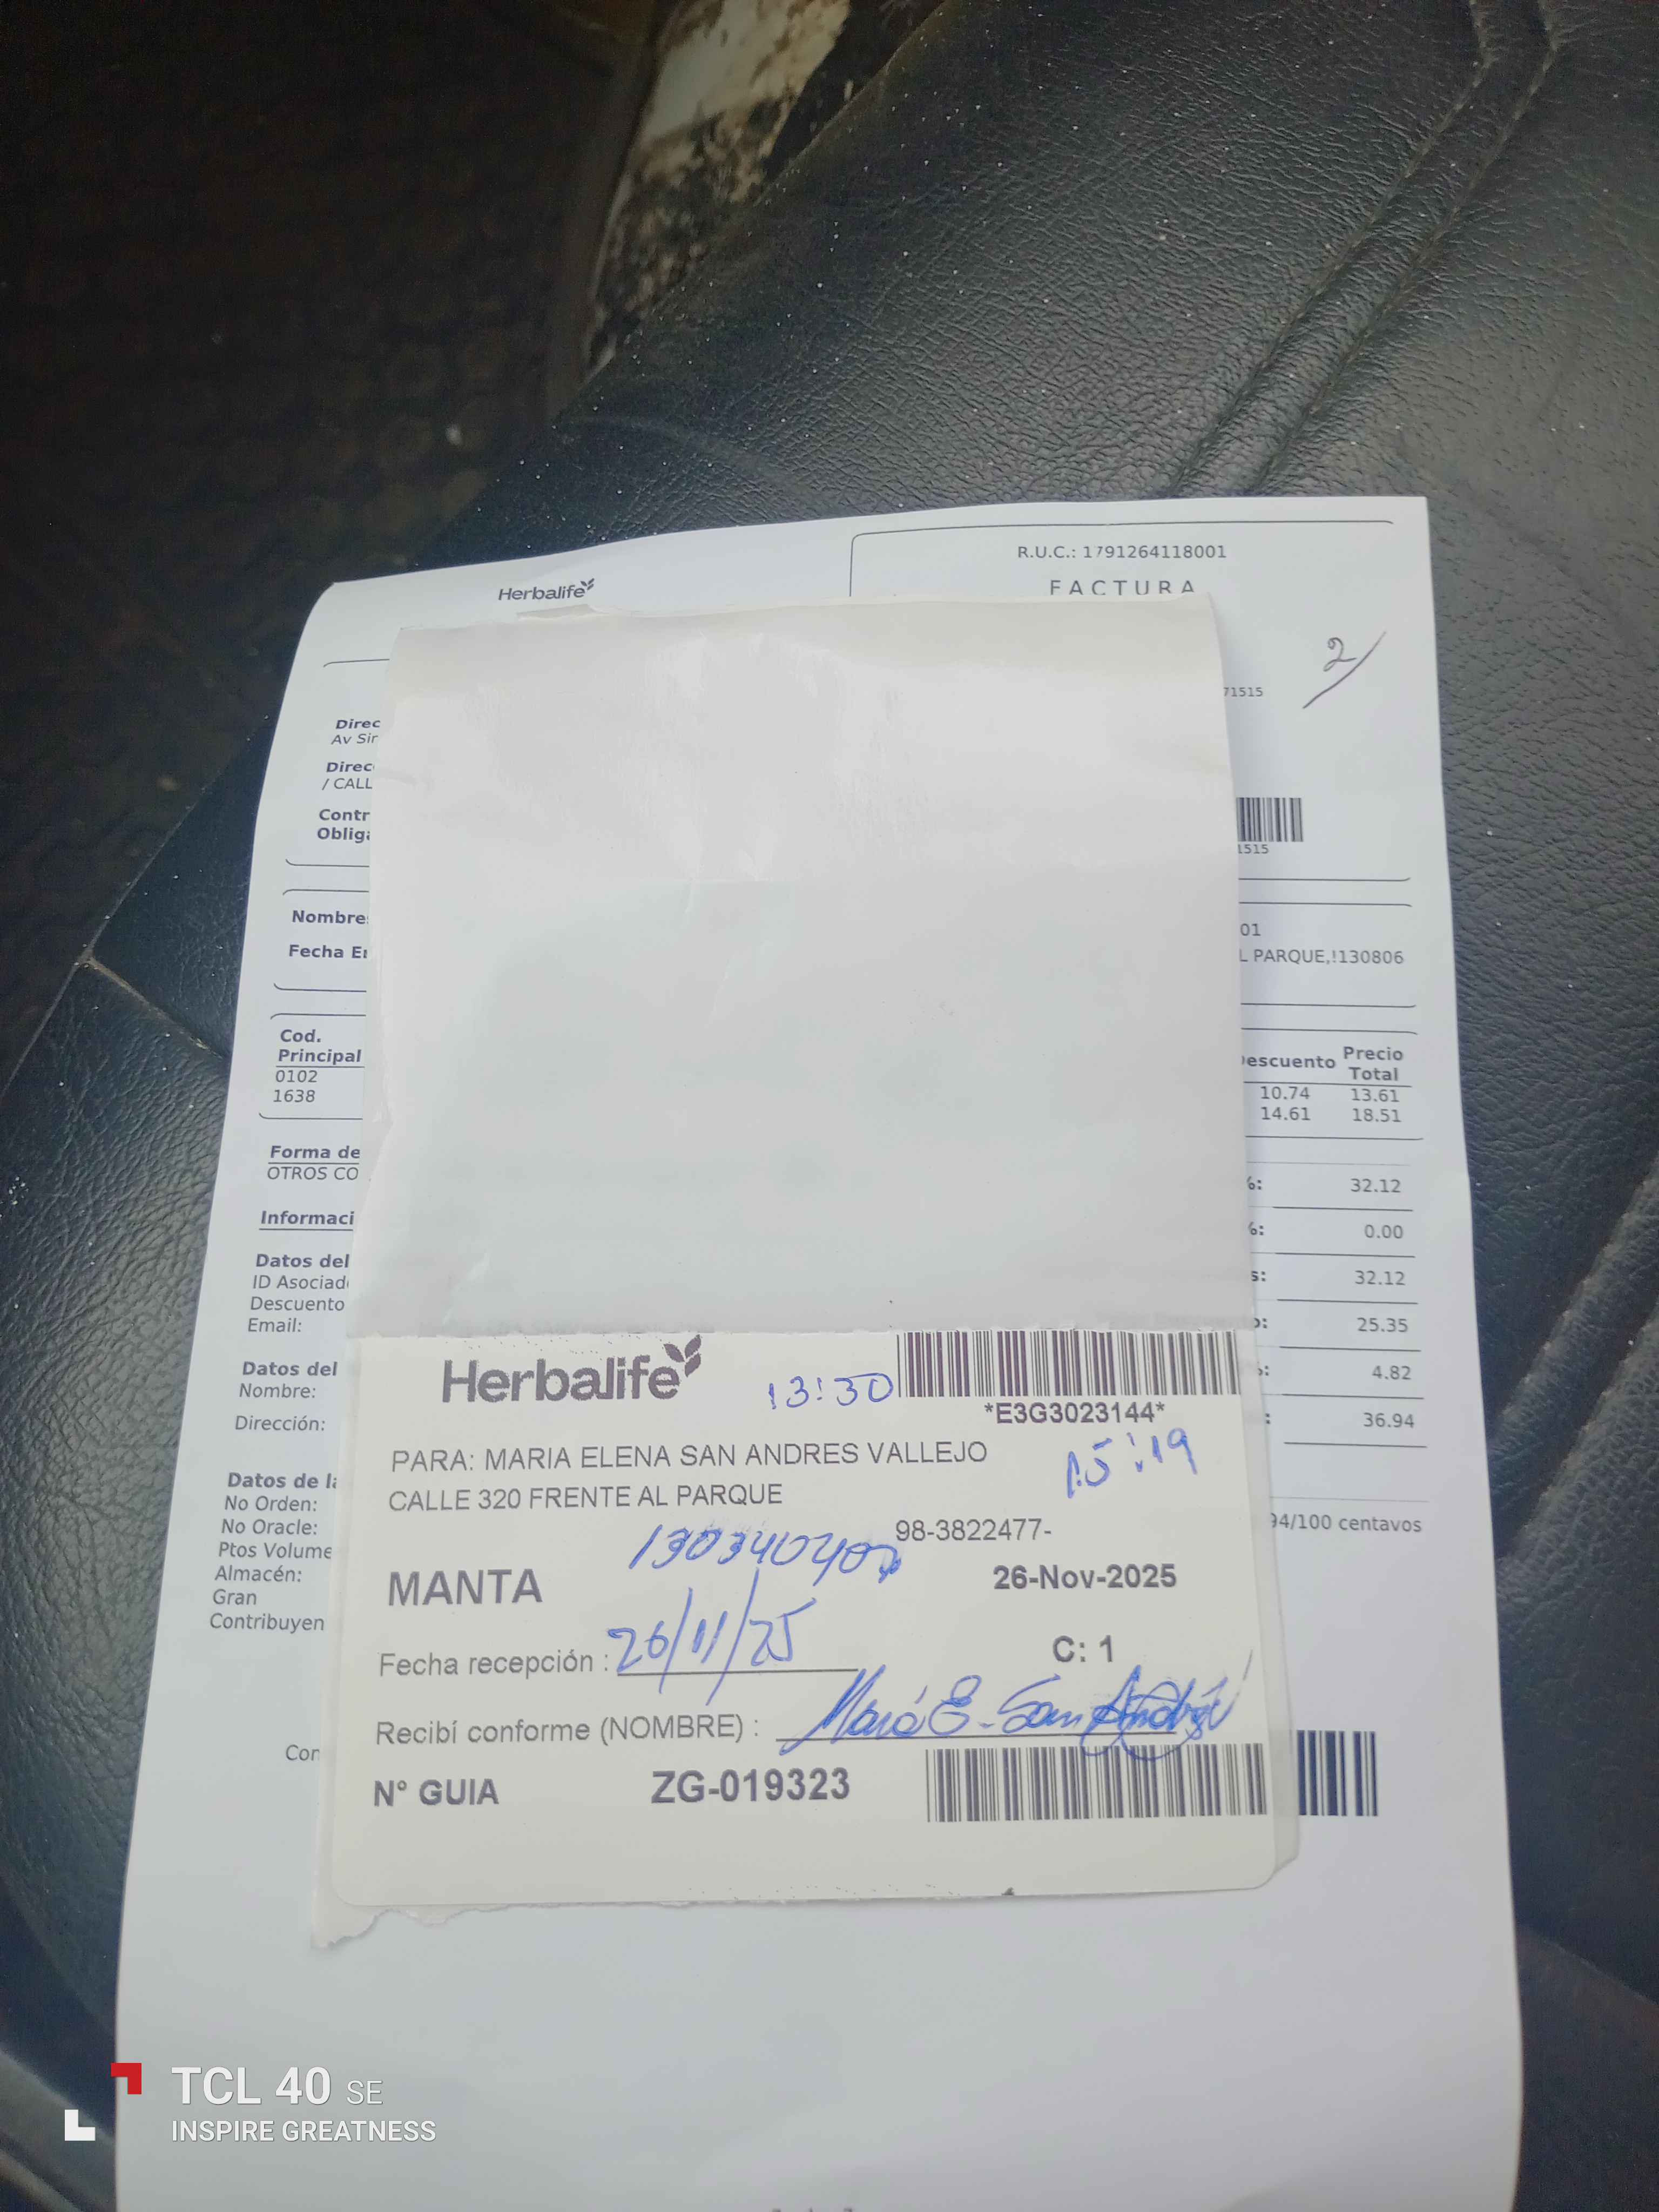 R.U.C.: 1791264118001
Herbalife
FACTURA
2/
71515
Direc
Av Sir
Direc
/ CALL
Contr
Obliga
1515
Nombre
01
Fecha E
L PARQUE,!130806
Cod.
Principal
escuento
Precio
Total
0102
10.74
13.61
1638
14.61
18.51
Forma de
OTROS CO
%:
32.12
Informaci
%:
0.00
Datos del
s:
32.12
ID Asociad
Descuento
Email:
o:
25.35
Datos del
Nombre:
4.82
Dirección:
36.94
Datos de la
No Orden:
94/100 centavos
No Oracle:
Ptos Volume
Almacén:
Gran
Contribuyen
Con
Herbalife
13:30
*E3G3023144*
PARA: MARIA ELENA SAN ANDRES VALLEJO
15:19
CALLE 320 FRENTE AL PARQUE
98-3822477-
MANTA
26-Nov-2025
Fecha recepción : 26/11/25
C: 1
Recibí conforme (NOMBRE) : María E. San Andrés
N° GUIA ZG-019323
TCL 40 SE
INSPIRE GREATNESS